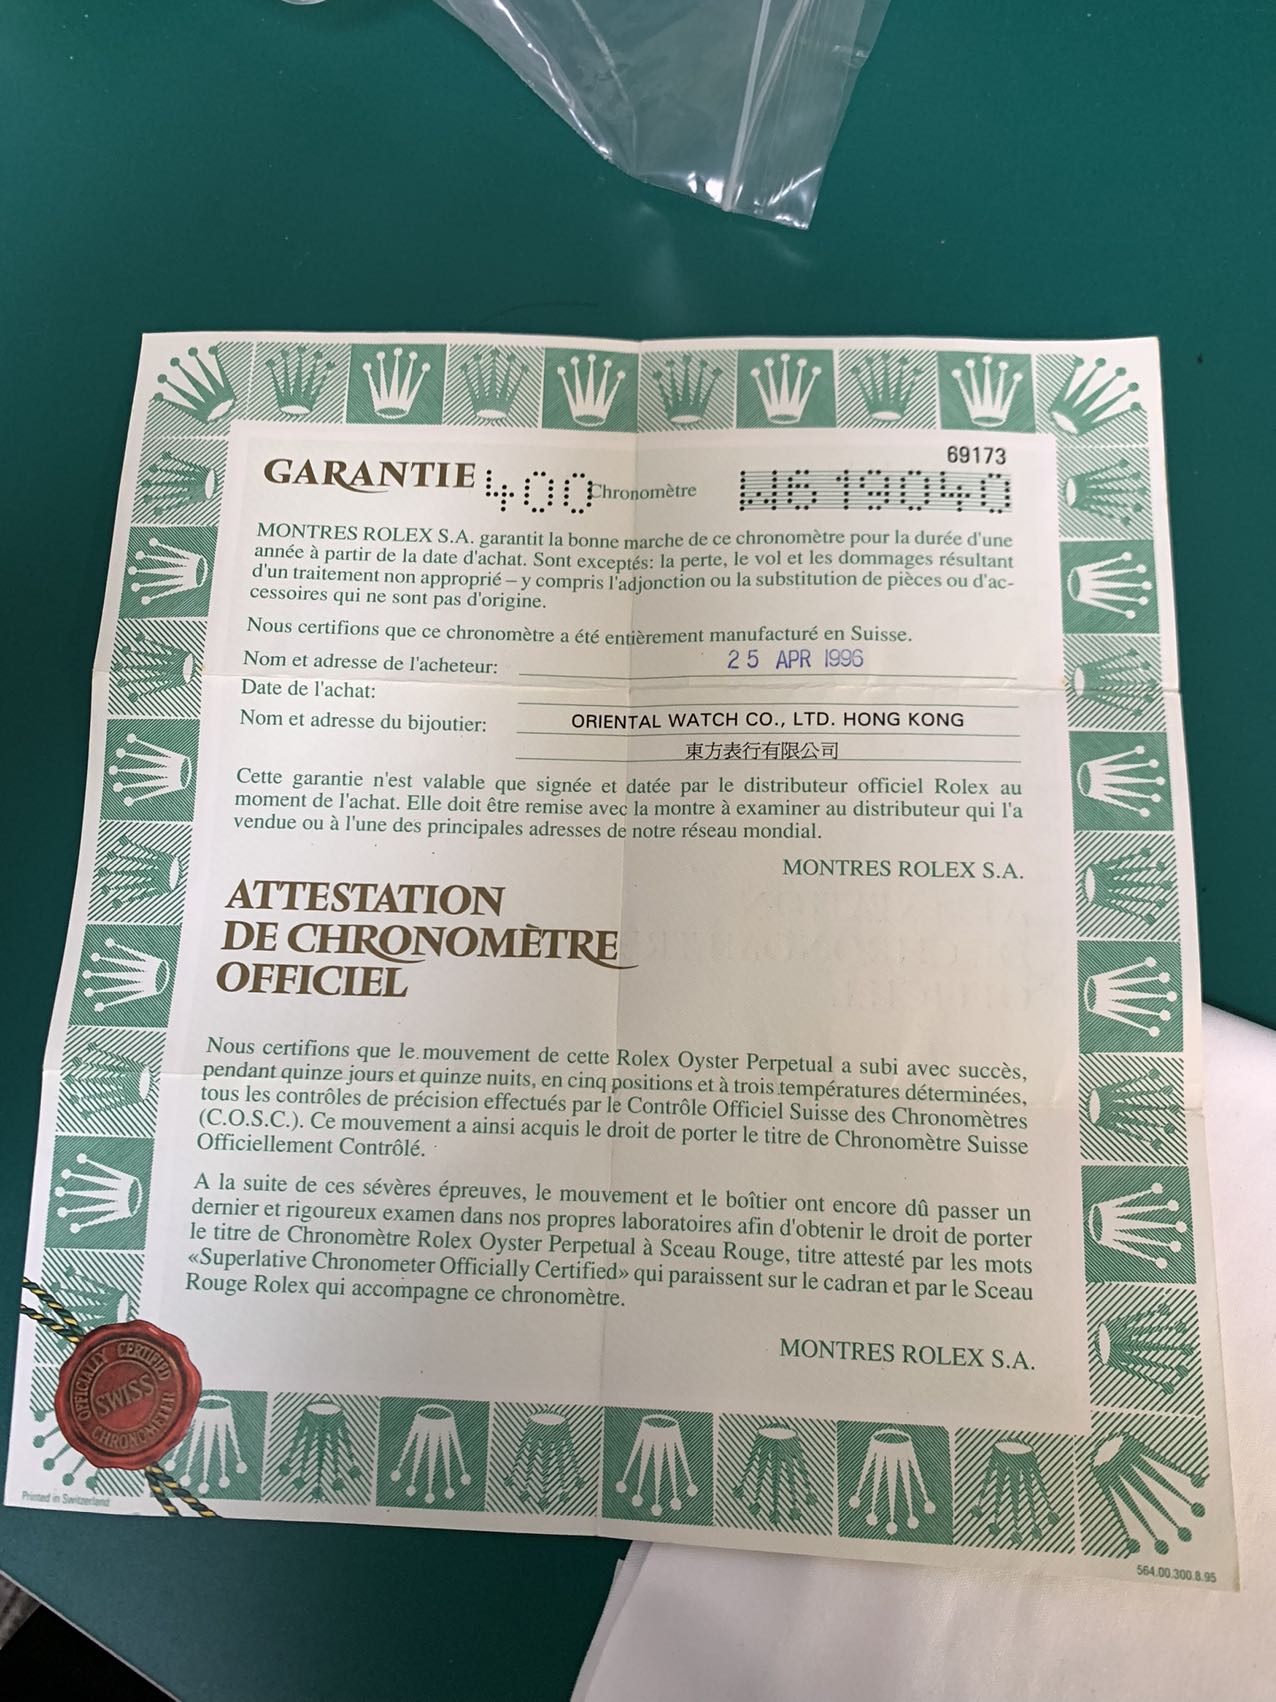 69173
GARANTIE 400 Chronomètre W619040
MONTRES ROLEX S.A. garantit la bonne marche de ce chronomètre pour la durée d'une
année à partir de la date d'achat. Sont exceptés: la perte, le vol et les dommages résultant
d'un traitement non approprié – y compris l'adjonction ou la substitution de pièces ou d'ac-
cessoires qui ne sont pas d'origine.
Nous certifions que ce chronomètre a été entièrement manufacturé en Suisse.
Nom et adresse de l'acheteur: 25 APR 1996
Date de l'achat:
Nom et adresse du bijoutier: ORIENTAL WATCH CO., LTD. HONG KONG
東方表行有限公司
Cette garantie n'est valable que signée et datée par le distributeur officiel Rolex au
moment de l'achat. Elle doit être remise avec la montre à examiner au distributeur qui l'a
vendue ou à l'une des principales adresses de notre réseau mondial.
MONTRES ROLEX S.A.
ATTESTATION
DE CHRONOMÈTRE
OFFICIEL
Nous certifions que le mouvement de cette Rolex Oyster Perpetual a subi avec succès,
pendant quinze jours et quinze nuits, en cinq positions et à trois températures déterminées,
tous les contrôles de précision effectués par le Contrôle Officiel Suisse des Chronomètres
(C.O.S.C.). Ce mouvement a ainsi acquis le droit de porter le titre de Chronomètre Suisse
Officiellement Contrôlé.
A la suite de ces sévères épreuves, le mouvement et le boîtier ont encore dû passer un
dernier et rigoureux examen dans nos propres laboratoires afin d'obtenir le droit de porter
le titre de Chronomètre Rolex Oyster Perpetual à Sceau Rouge, titre attesté par les mots
«Superlative Chronometer Officially Certified» qui paraissent sur le cadran et par le Sceau
Rouge Rolex qui accompagne ce chronomètre.
MONTRES ROLEX S.A.
OFFICIALLY CERTIFIED
SWISS
CHRONOMETER
Printed in Switzerland
564.00.300.8.95